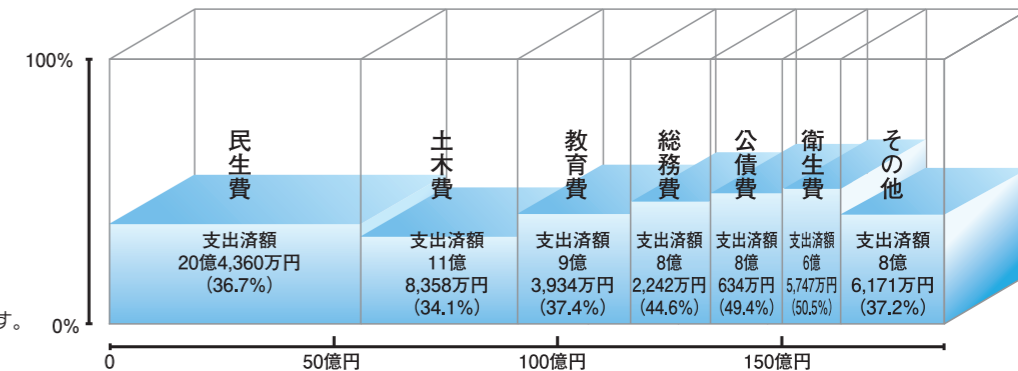 100%
0%
す。
民生費
支出済額
20億4,360万円
(36.7%)
土木費
支出済額
11億
8,358万円
(34.1%)
教育費
支出済額
9億
3,934万円
(37.4%)
総務費
支出済額
8億
2,242万円
(44.6%)
公債費
支出済額
8億
634万円
(49.4%)
衛生費
支出済額
6億
5,747万円
(50.5%)
その他
支出済額
8億
6,171万円
(37.2%)
0
50億円
100億円
150億円